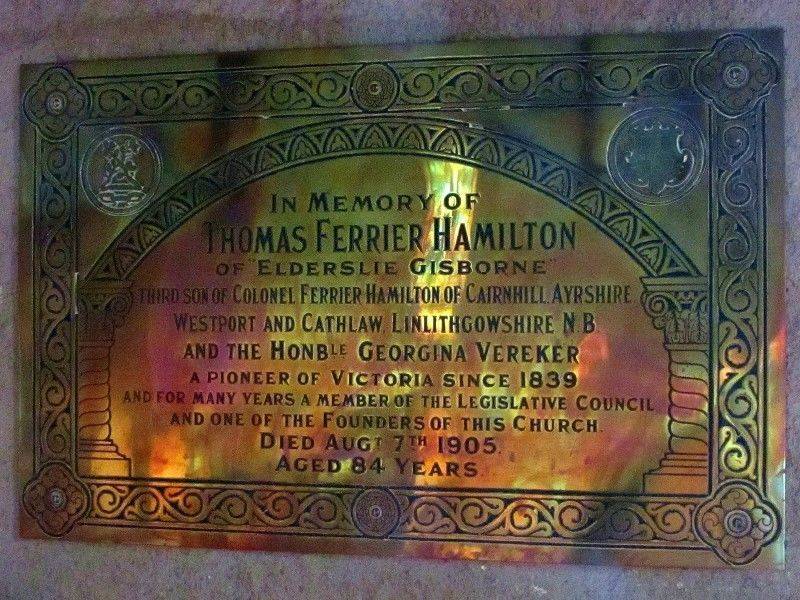 In Memory of
Thomas Ferrier Hamilton
of "Elderslie Gisborne"
Third son of Colonel Ferrier Hamilton of Cairnhill, Ayrshire
Westport and Cathlaw, Linlithgowshire N.B.
and the Honble Georgina Vereker
a pioneer of Victoria since 1839
and for many years a member of the Legislative Council
and one of the Founders of this Church.
Died Augt 7th 1905.
Aged 84 Years.